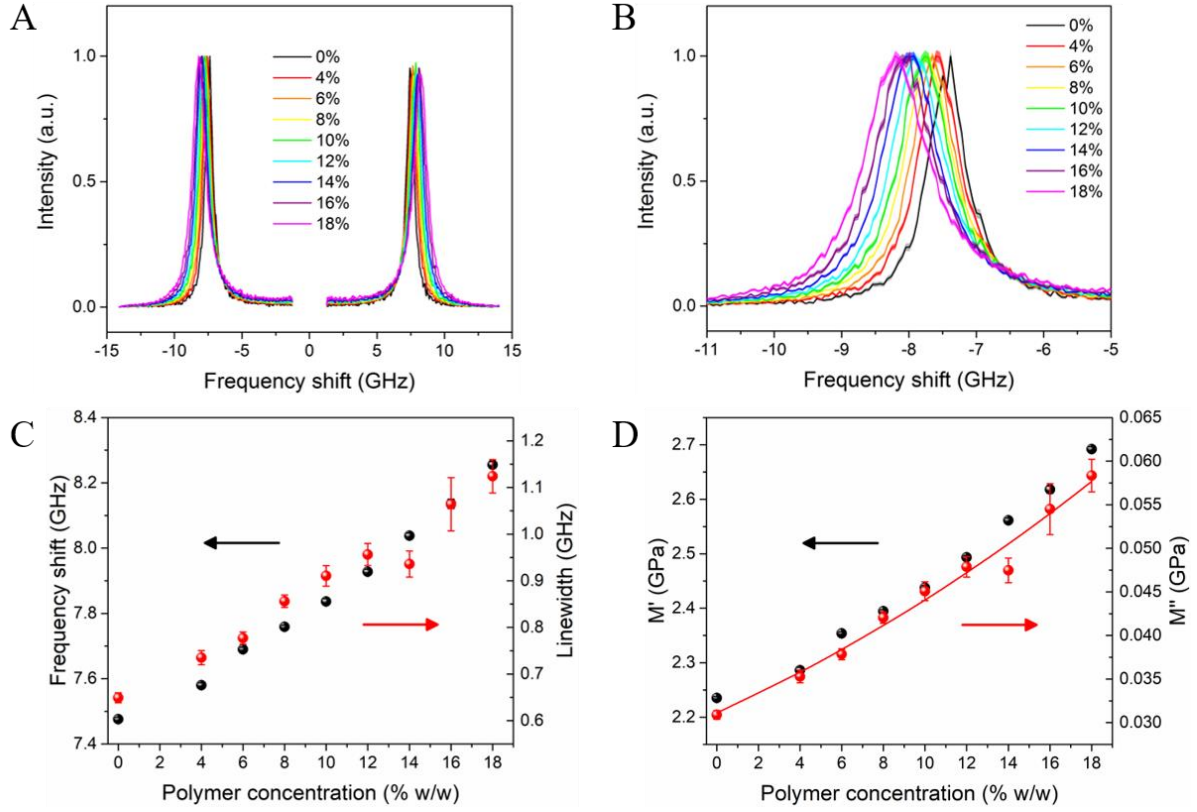 A
Intensity (a.u.)
1.0
0.5
0.0
-15 -10 -5 0 5 10 15
Frequency shift (GHz)
0%
4%
6%
8%
10%
12%
14%
16%
18%
B
Intensity (a.u.)
1.0
0.5
0.0
-11 -10 -9 -8 -7 -6 -5
Frequency shift (GHz)
0%
4%
6%
8%
10%
12%
14%
16%
18%
C
Frequency shift (GHz)
8.4
8.2
8.0
7.8
7.6
7.4
0 2 4 6 8 10 12 14 16 18
Polymer concentration (% w/w)
1.2
1.1
1.0
0.9
0.8
0.7
0.6
Linewidth (GHz)
D
M' (GPa)
2.7
2.6
2.5
2.4
2.3
2.2
0 2 4 6 8 10 12 14 16 18
Polymer concentration (% w/w)
0.065
0.060
0.055
0.050
0.045
0.040
0.035
0.030
M'' (GPa)